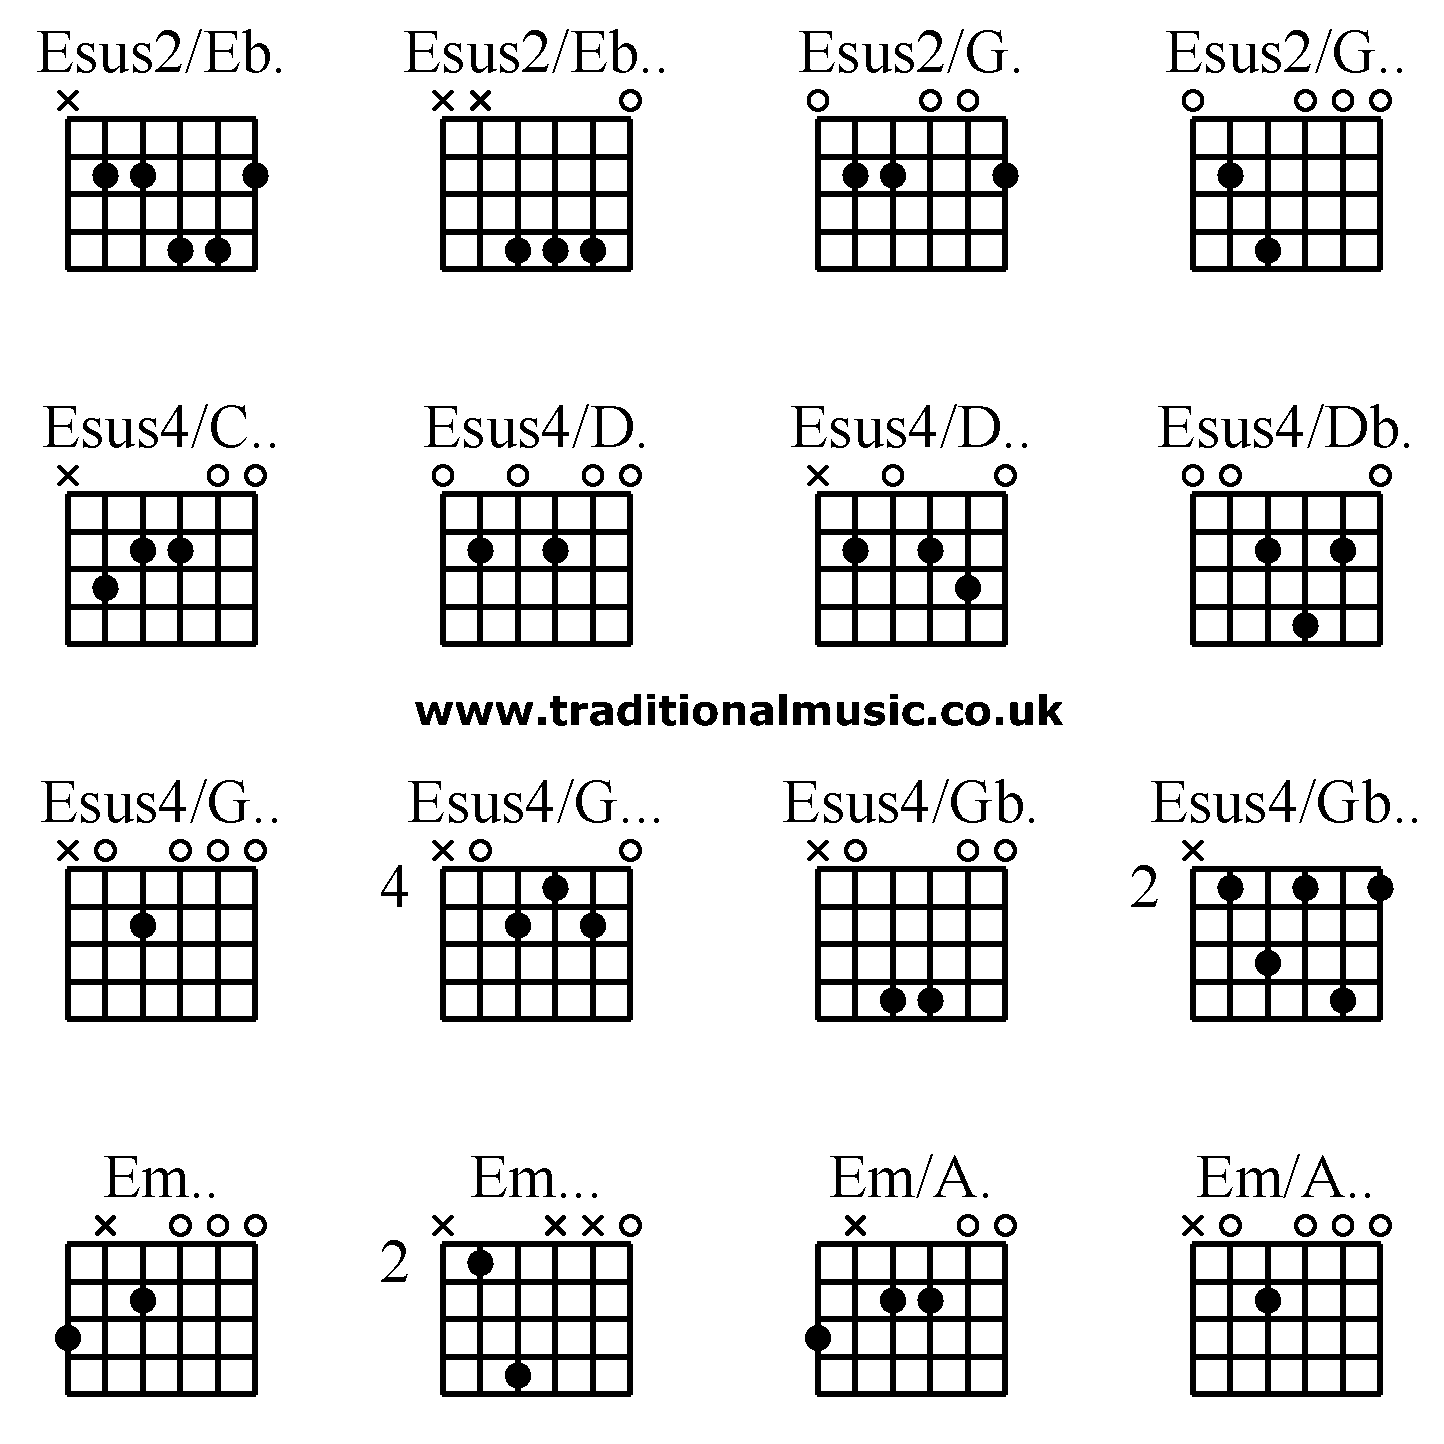 Esus2/Eb. Esus2/Eb.. Esus2/G. Esus2/G..
Esus4/C.. Esus4/D. Esus4/D.. Esus4/Db.
www.traditionalmusic.co.uk
Esus4/G.. Esus4/G... Esus4/Gb. Esus4/Gb..
4 2
Em.. Em... Em/A. Em/A..
2